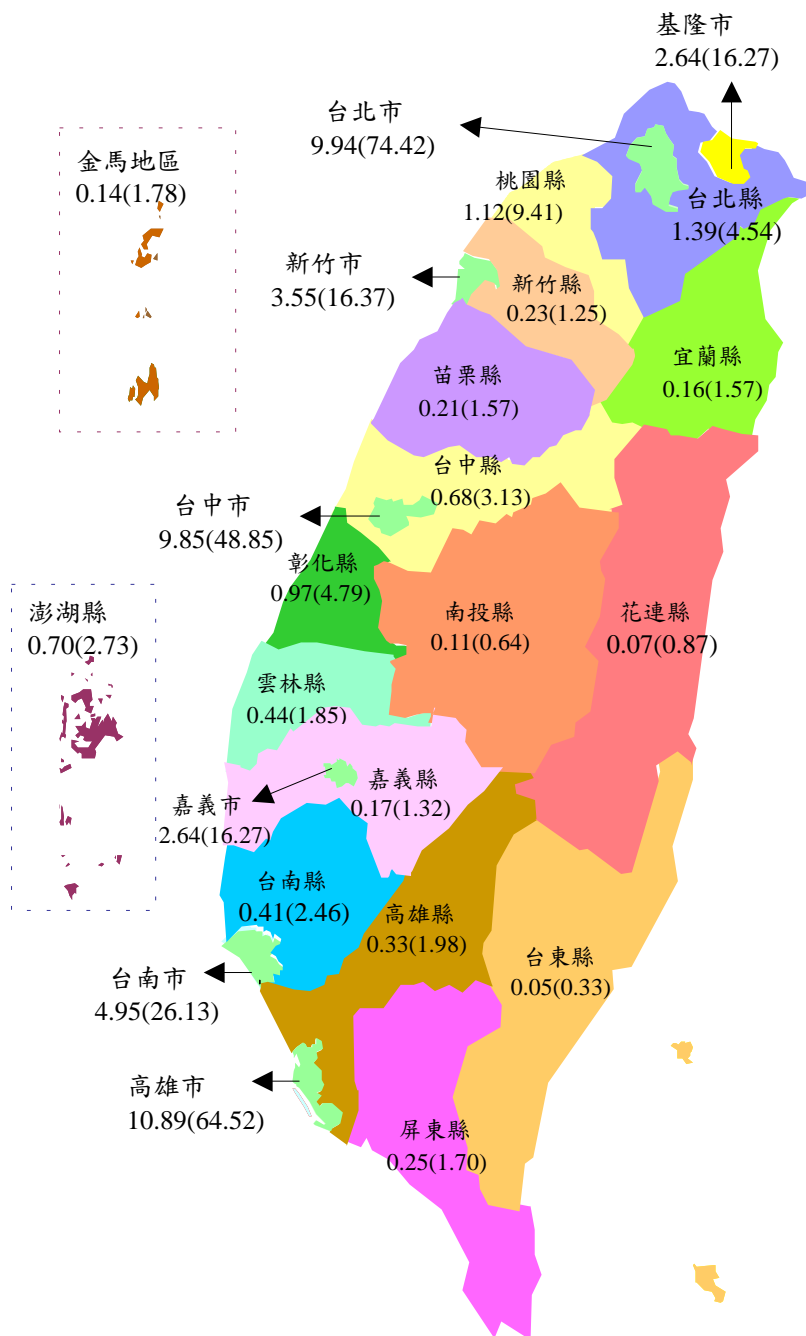 基隆市
2.64(16.27)
台北市
9.94(74.42)
金馬地區
0.14(1.78)
桃園縣
1.12(9.41)
台北縣
1.39(4.54)
新竹市
3.55(16.37)
新竹縣
0.23(1.25)
宜蘭縣
0.16(1.57)
苗栗縣
0.21(1.57)
台中縣
0.68(3.13)
台中市
9.85(48.85)
彰化縣
0.97(4.79)
澎湖縣
0.70(2.73)
南投縣
0.11(0.64)
花連縣
0.07(0.87)
雲林縣
0.44(1.85)
嘉義縣
0.17(1.32)
嘉義市
2.64(16.27)
台南縣
0.41(2.46)
高雄縣
0.33(1.98)
台東縣
0.05(0.33)
台南市
4.95(26.13)
高雄市
10.89(64.52)
屏東縣
0.25(1.70)